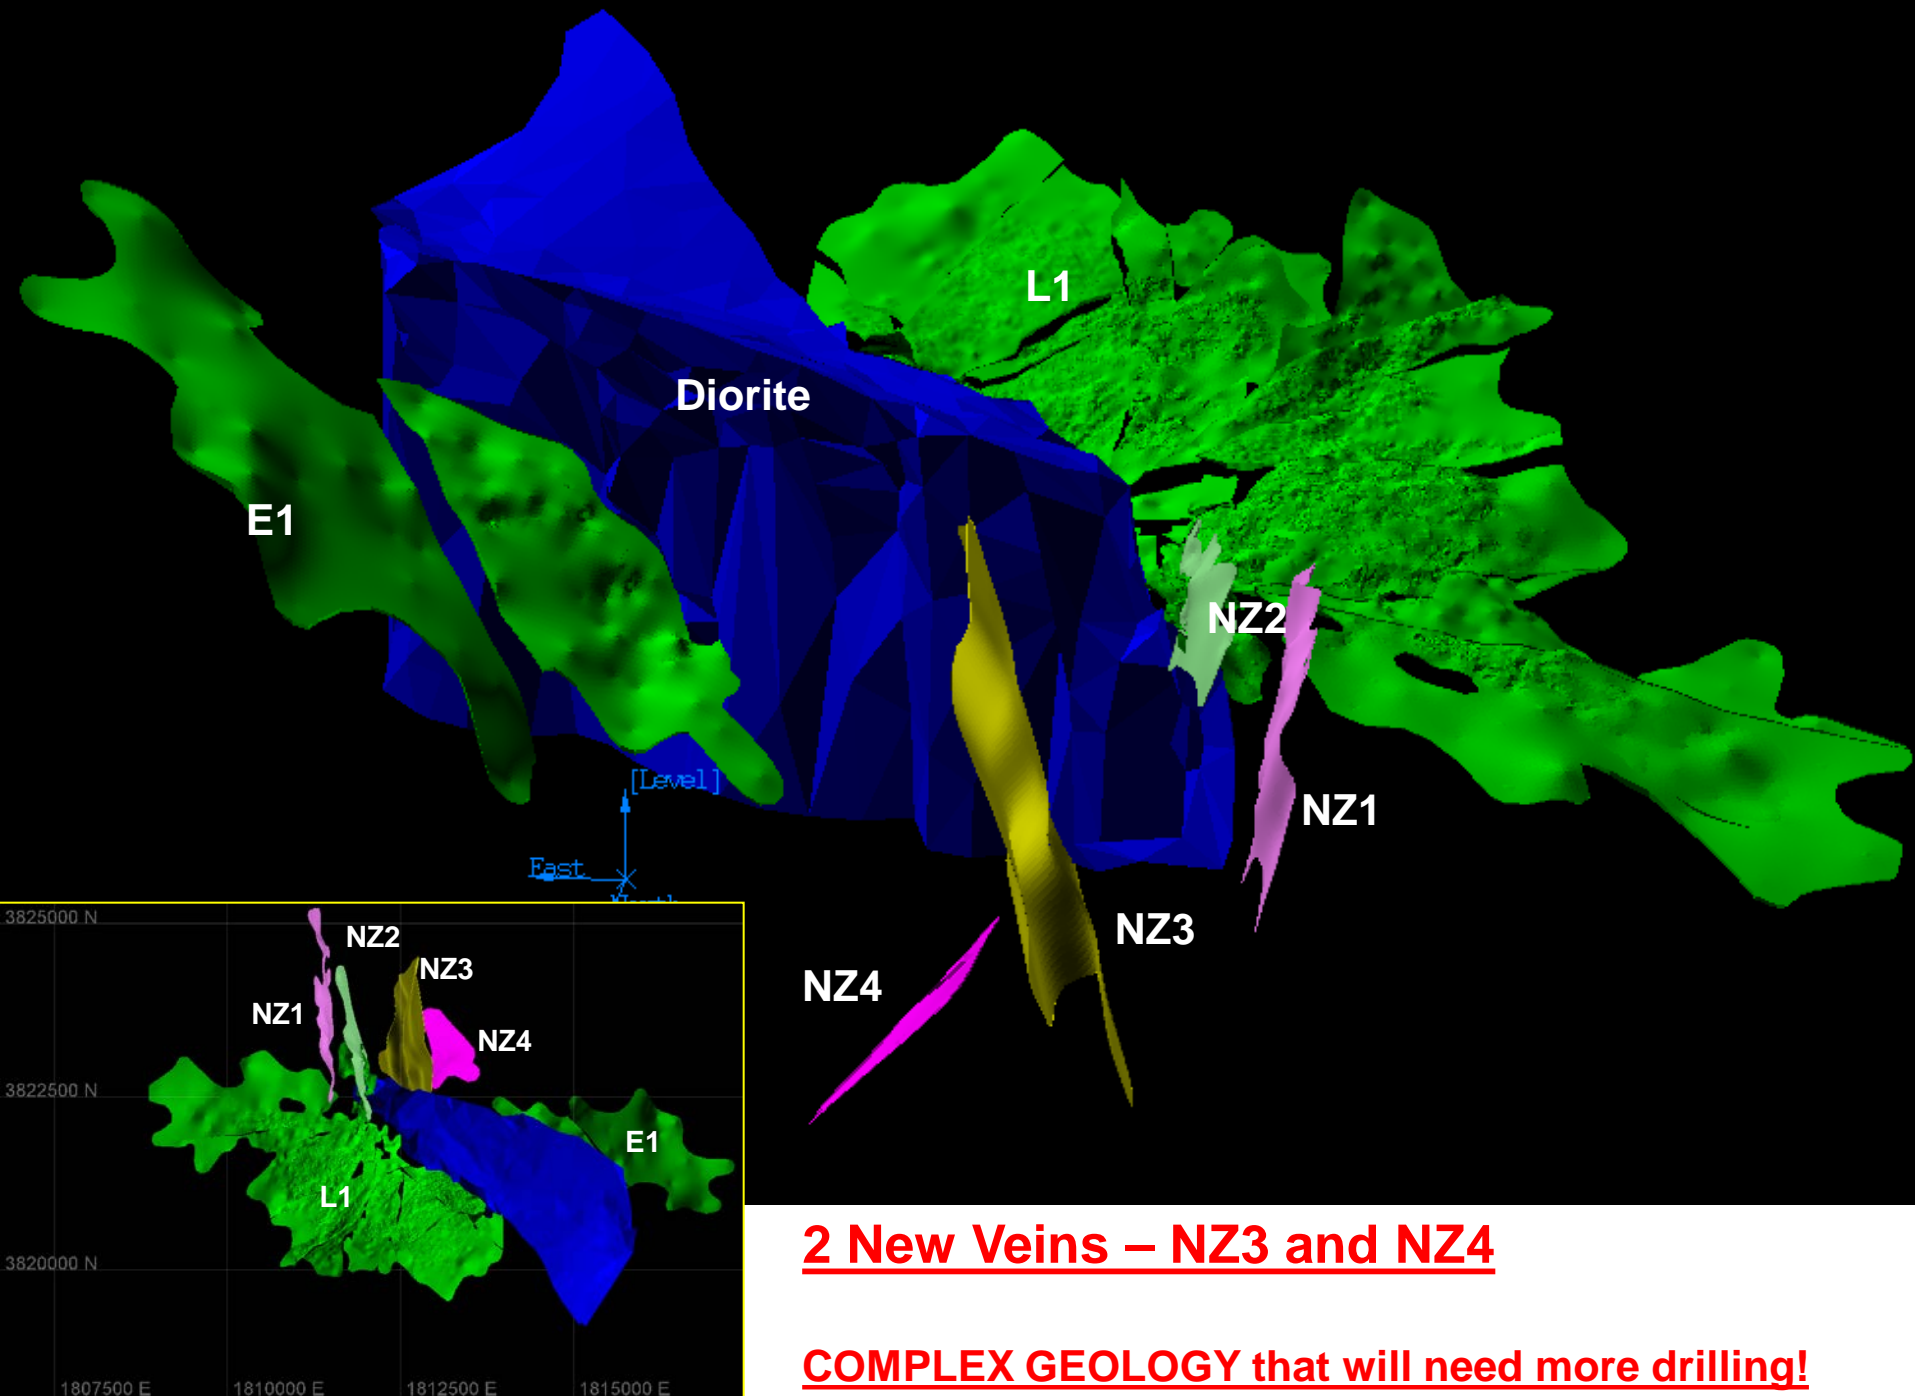 L1
Diorite
E1
NZ2
NZ1
[Level]
East
NZ3
NZ4
3825000 N
NZ2
NZ3
NZ1
NZ4
3822500 N
E1
L1
3820000 N
1807500 E
1810000 E
1812500 E
1815000 E
2 New Veins – NZ3 and NZ4
COMPLEX GEOLOGY that will need more drilling!